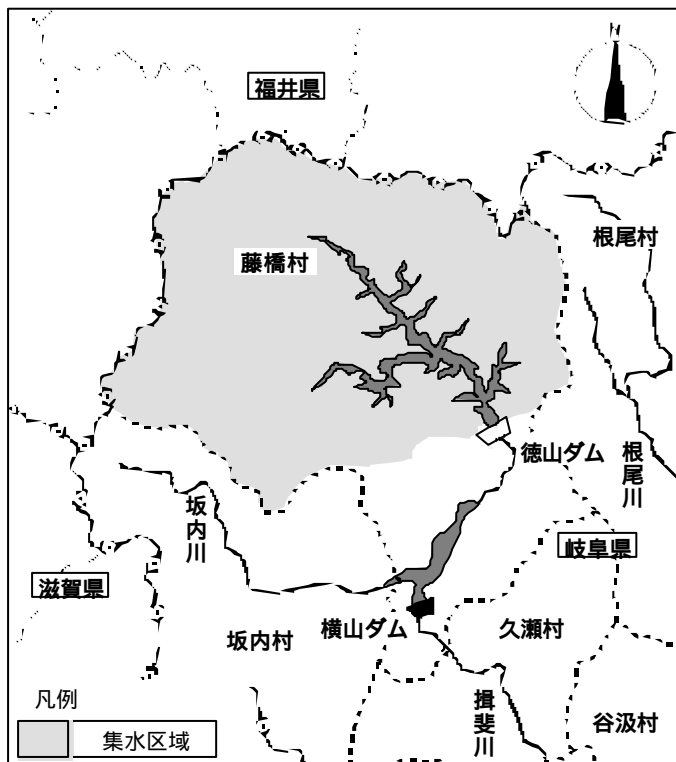 福井県
根尾村
藤橋村
徳山ダム
根尾川
坂内川
岐阜県
滋賀県
坂内村
横山ダム
久瀬村
揖斐川
谷汲村
凡例
集水区域